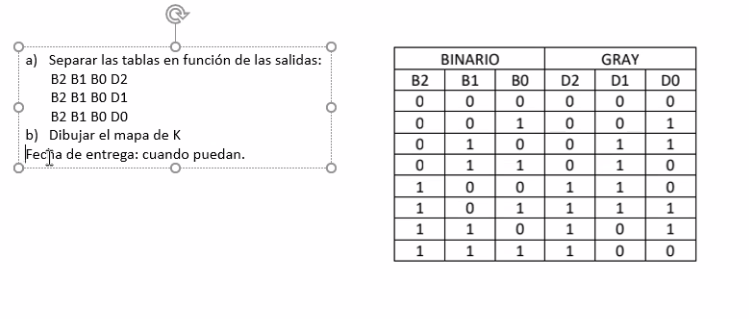 a) Separar las tablas en función de las salidas:
B2 B1 B0 D2
B2 B1 B0 D1
B2 B1 B0 D0
b) Dibujar el mapa de K
Fecha de entrega: cuando puedan.
BINARIO GRAY
B2 B1 B0 D2 D1 D0
0 0 0 0 0 0
0 0 1 0 0 1
0 1 0 0 1 1
0 1 1 0 1 0
1 0 0 1 1 0
1 0 1 1 1 1
1 1 0 1 0 1
1 1 1 1 0 0